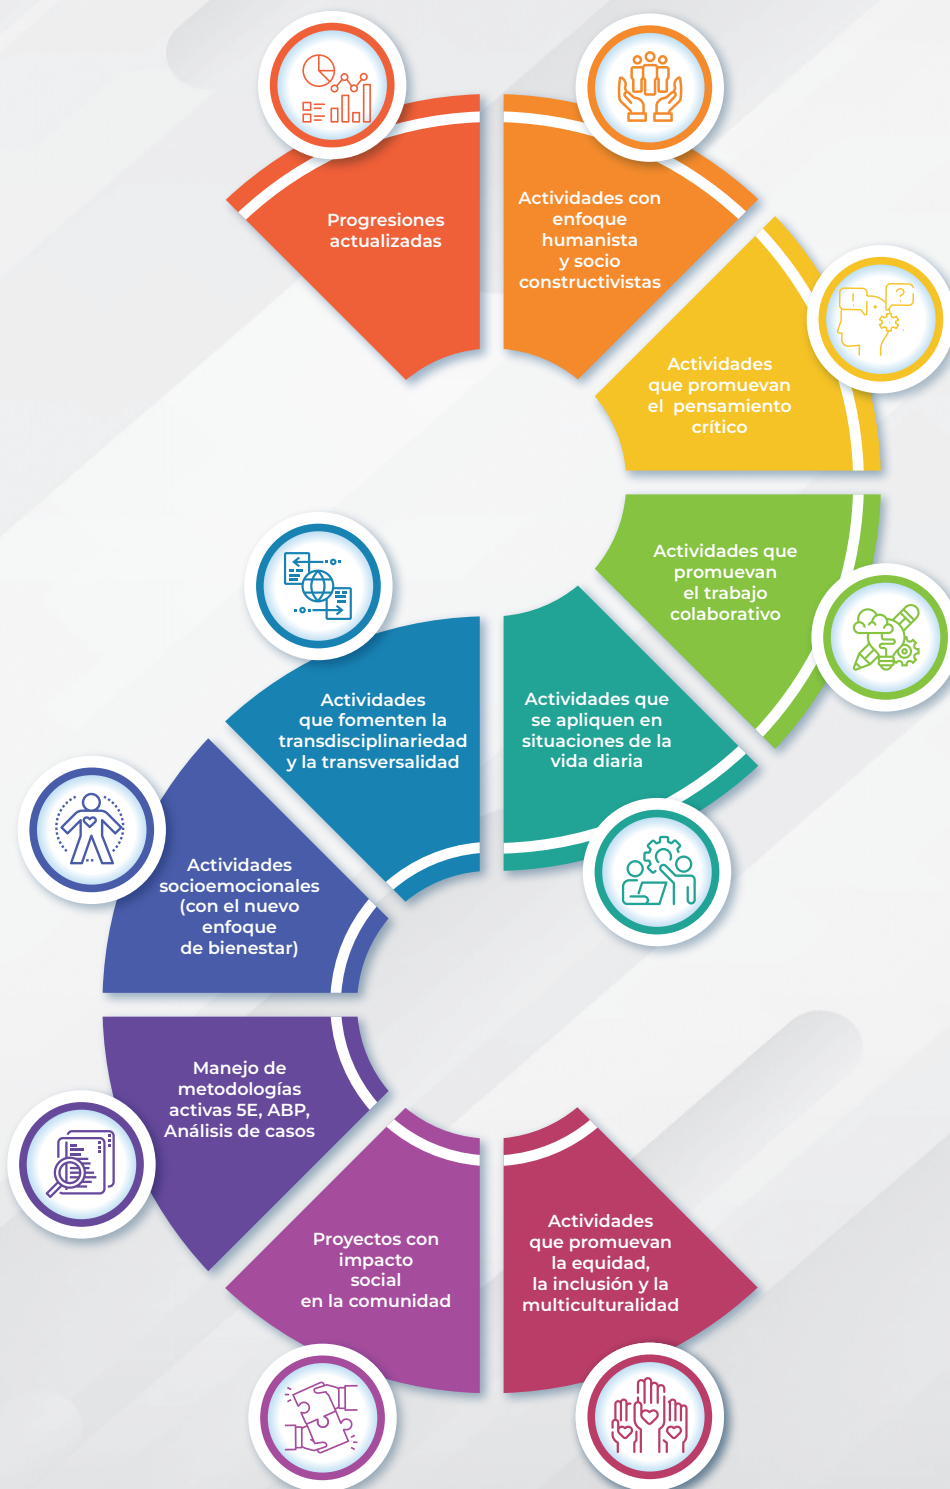 Progresiones
actualizadas
Actividades con
enfoque
humanista
y socio
constructivistas
Actividades
que promuevan
el pensamiento
crítico
Actividades que
promuevan
el trabajo
colaborativo
Actividades que
se apliquen en
situaciones de la
vida diaria
Actividades
que fomenten la
transdisciplinariedad
y la transversalidad
Actividades
socioemocionales
(con el nuevo
enfoque
de bienestar)
Manejo de
metodologías
activas 5E, ABP,
Análisis de casos
Proyectos con
impacto
social
en la comunidad
Actividades
que promuevan
la equidad,
la inclusión y la
multiculturalidad